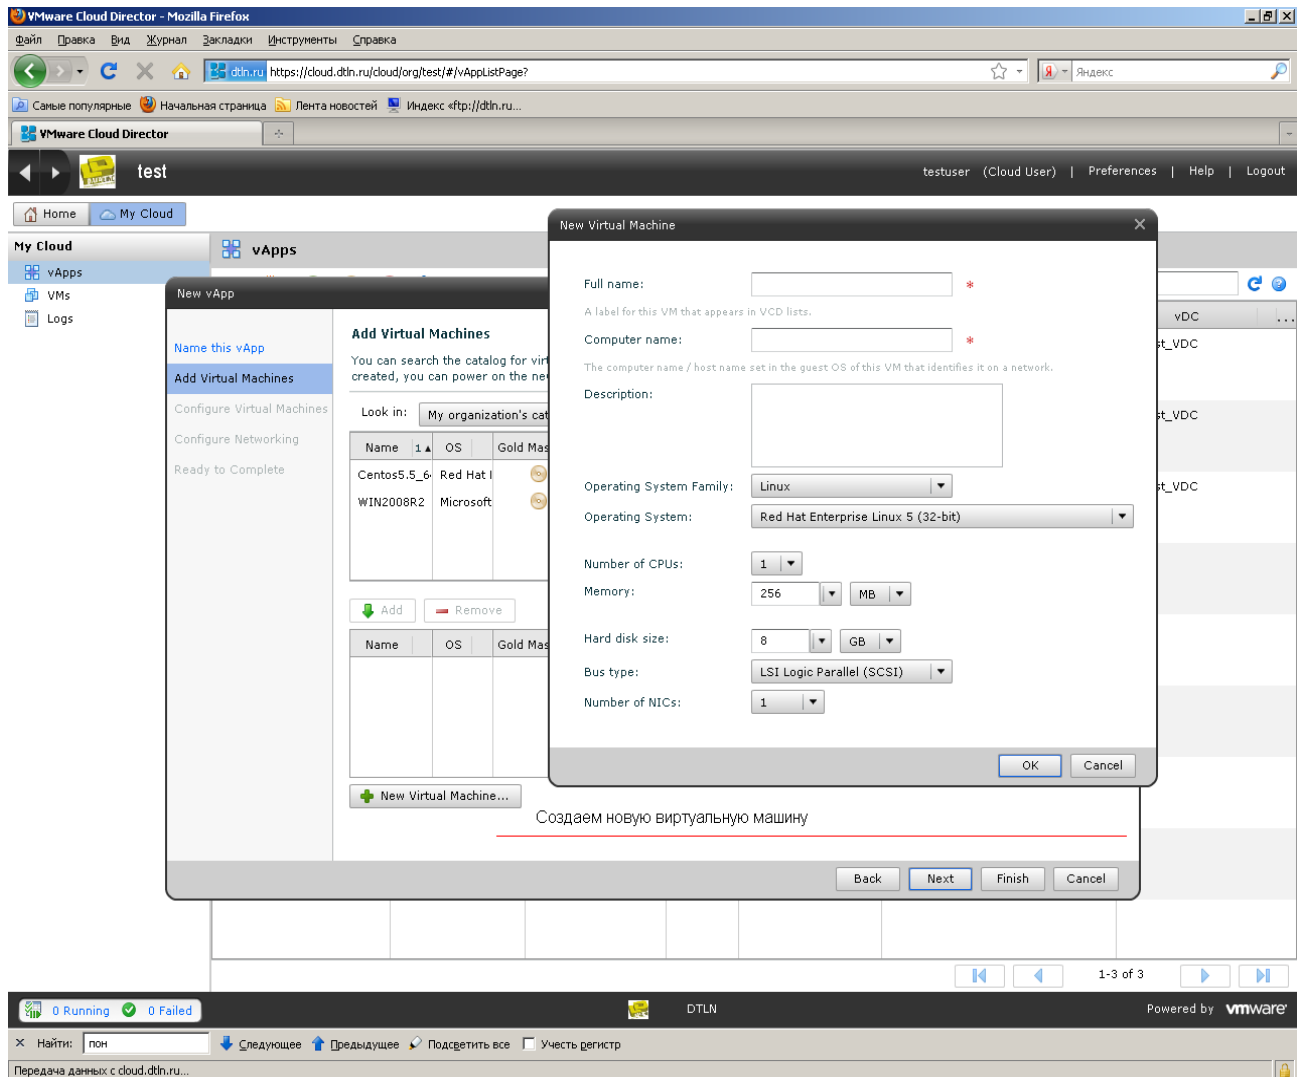 VMware Cloud Director - Mozilla Firefox
Файл Правка Вид Журнал Закладки Инструменты Справка
dtln.ru https://cloud.dtln.ru/cloud/org/test/#/vAppListPage?
Яндекс
Самые популярные Начальная страница Лента новостей Индекс «ftp://dtln.ru...
VMware Cloud Director
test
testuser (Cloud User) | Preferences | Help | Logout
Home My Cloud
My Cloud
vApps
VMs
Logs
vApps
vDC ...
st_VDC
st_VDC
st_VDC
New vApp
Name this vApp
Add Virtual Machines
Configure Virtual Machines
Configure Networking
Ready to Complete
Add Virtual Machines
You can search the catalog for virt
created, you can power on the ne
Look in: My organization's cat
Name 1▲ OS Gold Mas
Centos5.5_6 Red Hat
WIN2008R2 Microsoft
Add Remove
Name OS Gold Mas
New Virtual Machine...
Создаем новую виртуальную машину
Back Next Finish Cancel
New Virtual Machine
Full name: *
A label for this VM that appears in VCD lists.
Computer name: *
The computer name / host name set in the guest OS of this VM that identifies it on a network.
Description:
Operating System Family: Linux
Operating System: Red Hat Enterprise Linux 5 (32-bit)
Number of CPUs: 1
Memory: 256 MB
Hard disk size: 8 GB
Bus type: LSI Logic Parallel (SCSI)
Number of NICs: 1
OK Cancel
1-3 of 3
0 Running 0 Failed
DTLN
Powered by vmware
Найти: пон Следующее Предыдущее Подсветить все Учесть регистр
Передача данных с cloud.dtln.ru...